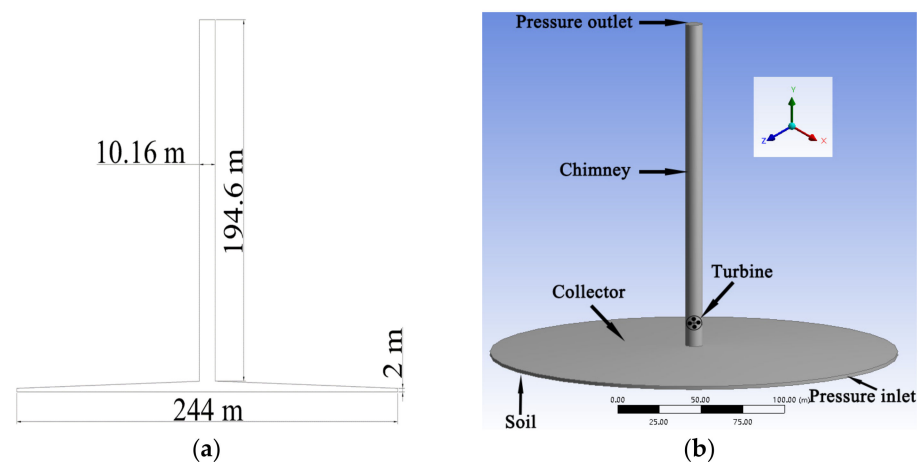 10.16 m
194.6 m
2 m
244 m
(a)
Pressure outlet
Y
Z
X
Chimney
Turbine
Collector
Soil
Pressure inlet
0.00
50.00
100.00 (m)
25.00
75.00
(b)